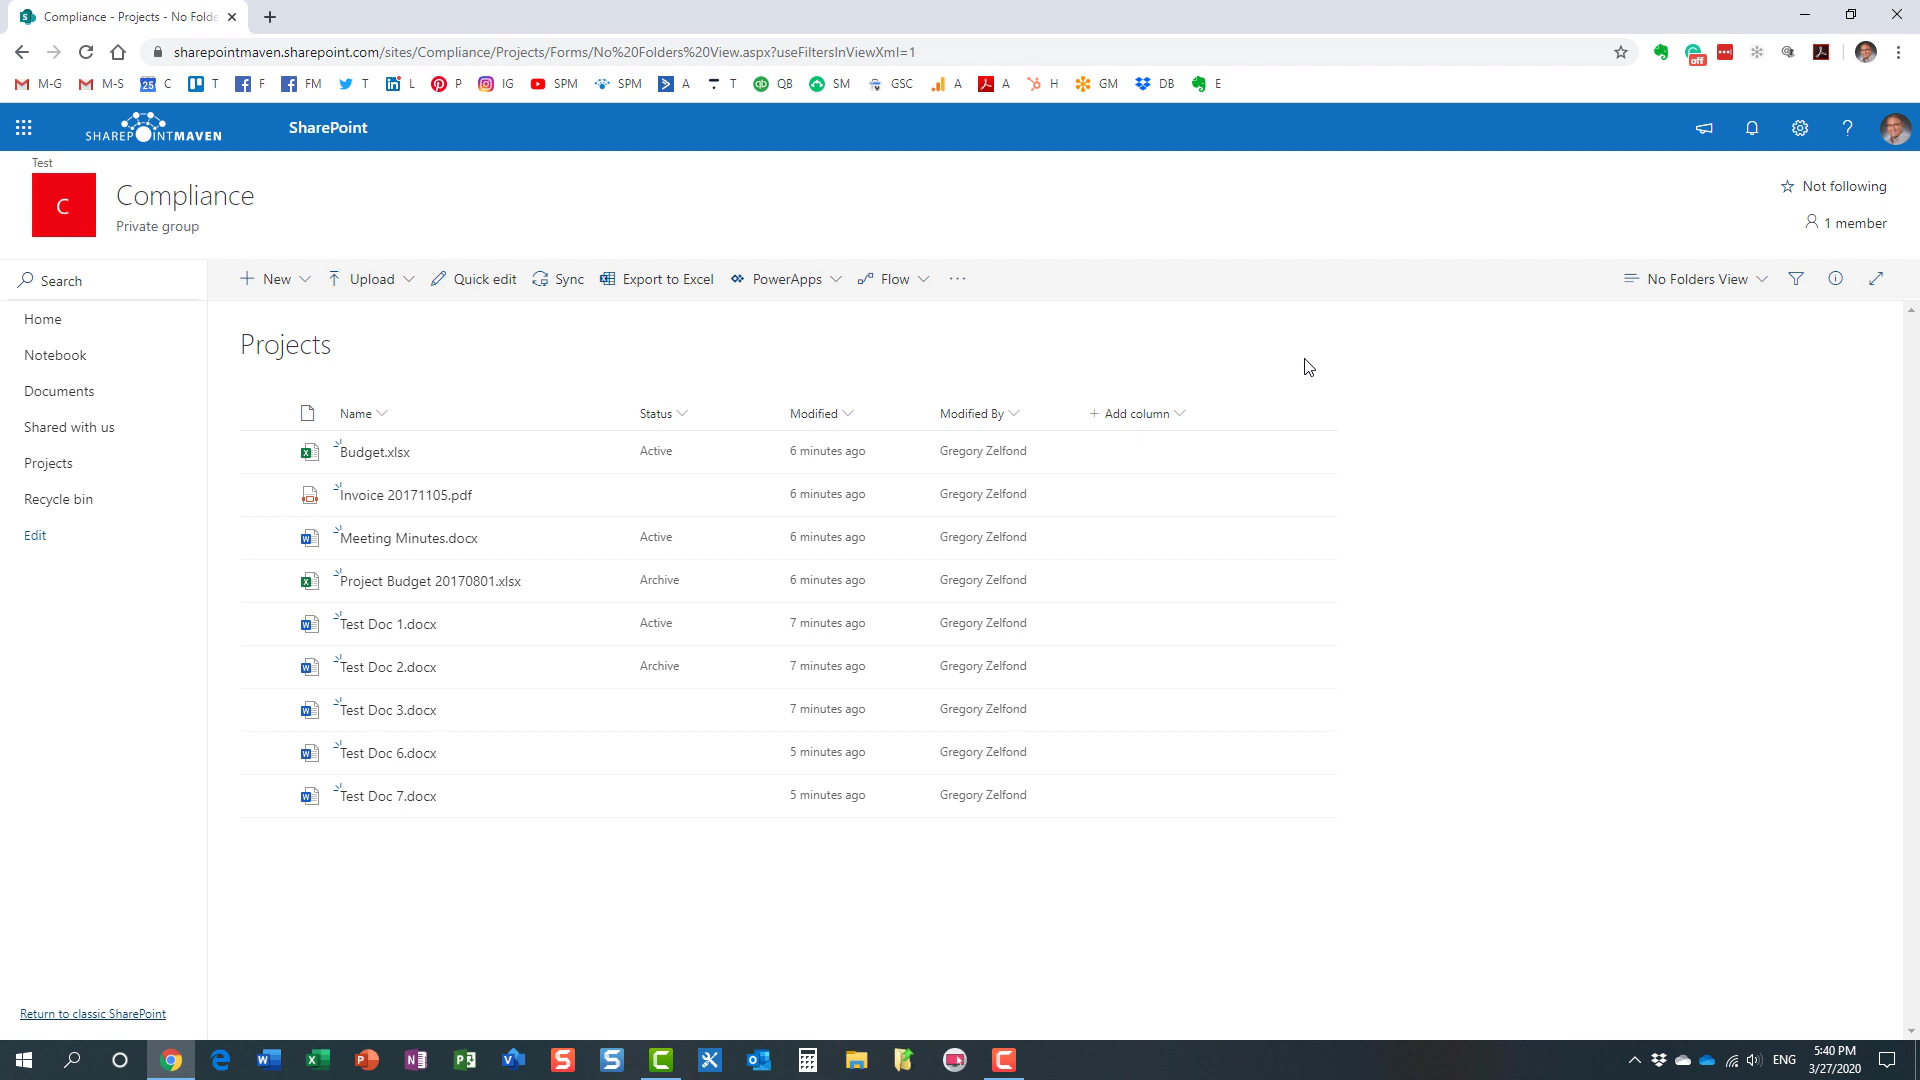 Compliance - Projects - No Folde
sharepointmaven.sharepoint.com/sites/Compliance/Projects/Forms/No%20Folders%20View.aspx?useFiltersInViewXml=1
off
M-G M-S 25 C T F FM T L P IG SPM SPM A T QB SM GSC A A H GM DB E
SHAREPOINTMAVEN SharePoint
Test
C
Compliance
Private group
Not following
1 member
Search
New Upload Quick edit Sync Export to Excel PowerApps Flow ··· No Folders View
Home
Notebook
Documents
Shared with us
Projects
Recycle bin
Edit
Projects
Name Status Modified Modified By + Add column
Budget.xlsx Active 6 minutes ago Gregory Zelfond
Invoice 20171105.pdf 6 minutes ago Gregory Zelfond
Meeting Minutes.docx Active 6 minutes ago Gregory Zelfond
Project Budget 20170801.xlsx Archive 6 minutes ago Gregory Zelfond
Test Doc 1.docx Active 7 minutes ago Gregory Zelfond
Test Doc 2.docx Archive 7 minutes ago Gregory Zelfond
Test Doc 3.docx 7 minutes ago Gregory Zelfond
Test Doc 6.docx 5 minutes ago Gregory Zelfond
Test Doc 7.docx 5 minutes ago Gregory Zelfond
Return to classic SharePoint
ENG
5:40 PM
3/27/2020